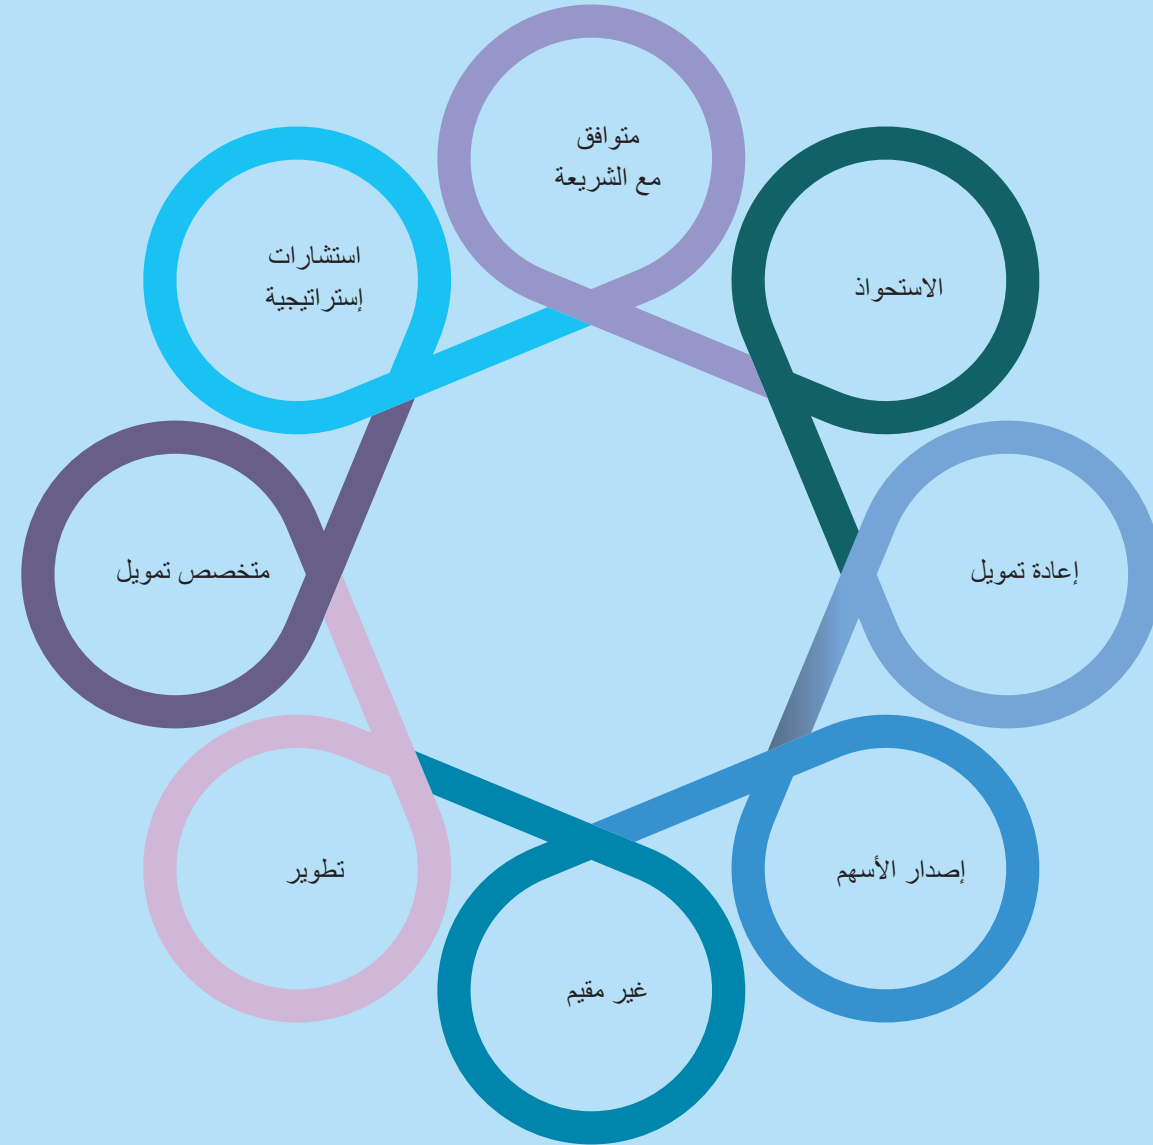 متوافق
مع الشريعة
الاستحواذ
إعادة تمويل
إصدار الأسهم
غير مقيم
تطوير
متخصص تمويل
استشارات
إستراتيجية